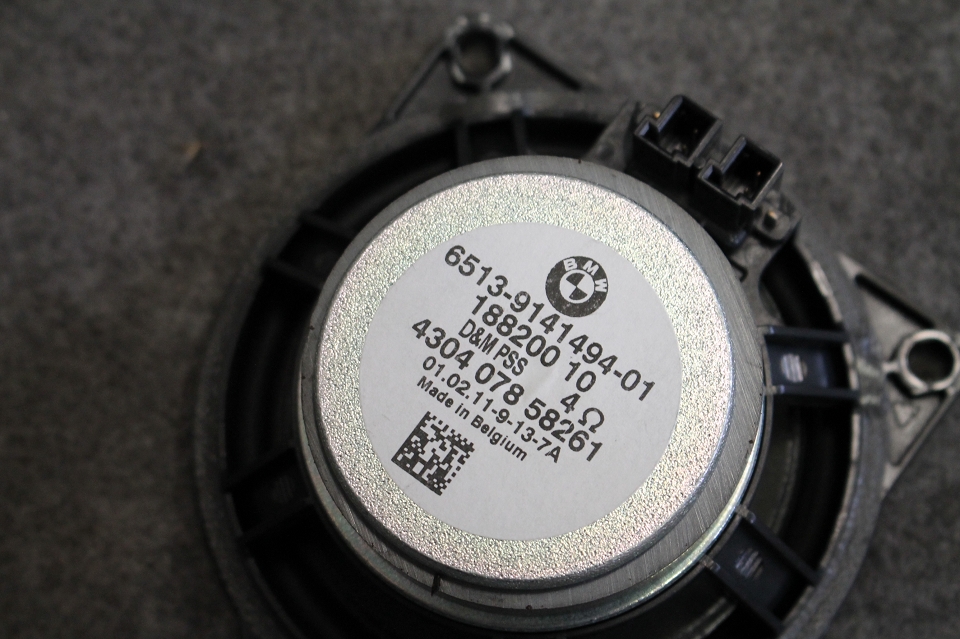 BMW
6513-9141494-01
188200 10
D&M PSS 4 Ω
4304 078 58261
01.02.11-9-13-7A
Made in Belgium